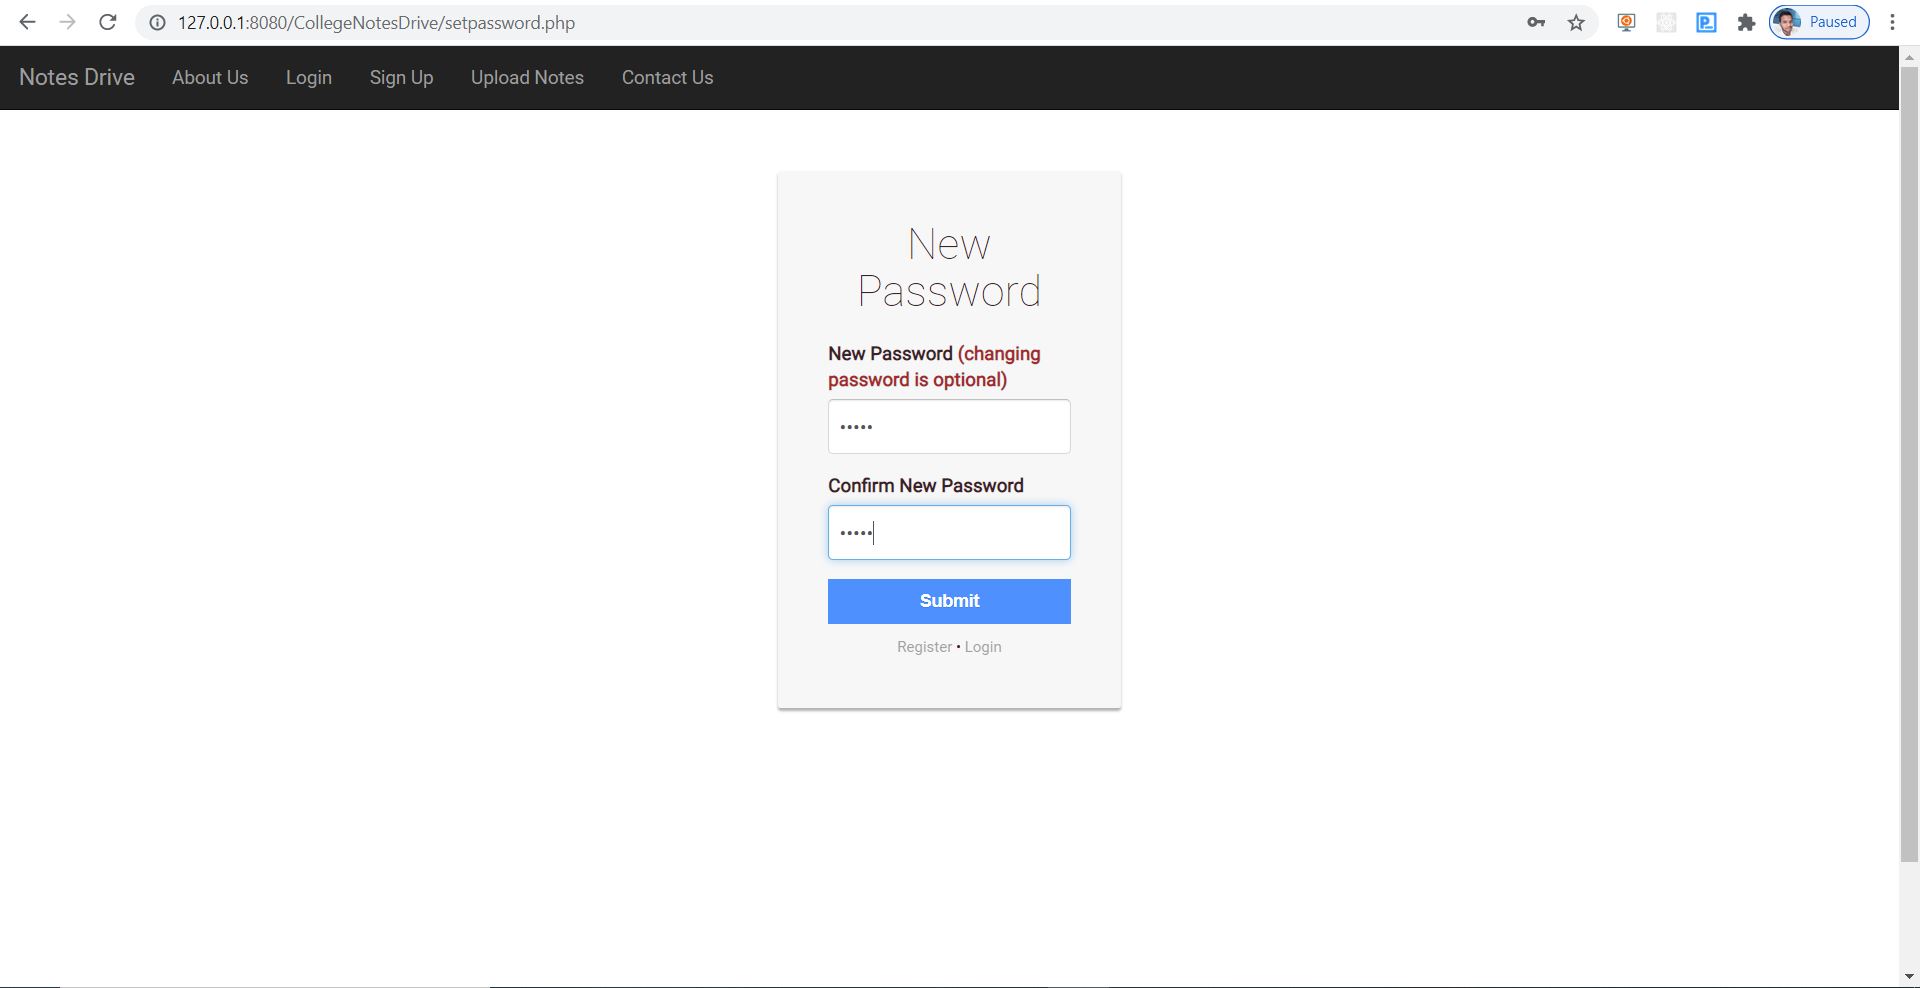 127.0.0.1:8080/CollegeNotesDrive/setpassword.php
Paused
Notes Drive About Us Login Sign Up Upload Notes Contact Us
New
Password
New Password (changing
password is optional)
•••••
Confirm New Password
•••••
Submit
Register • Login